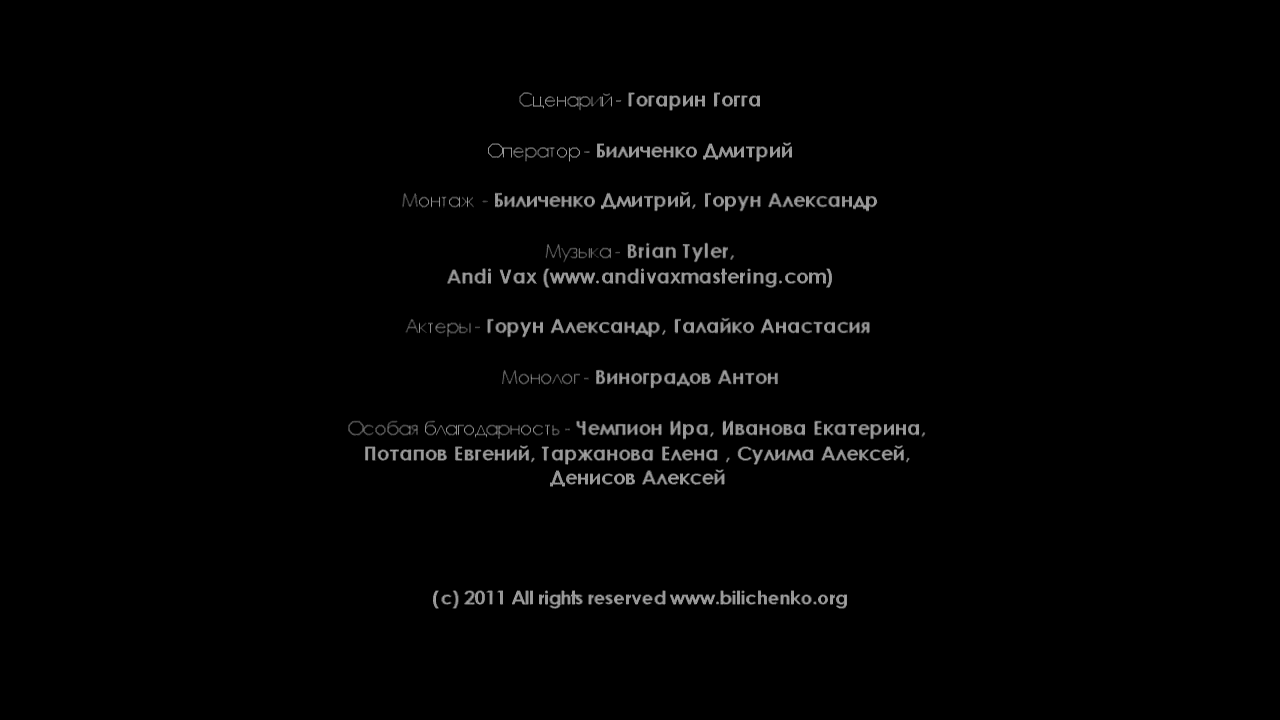 Сценарий - Гогарин Гогга
Оператор - Биличенко Дмитрий
Монтаж - Биличенко Дмитрий, Горун Александр
Музыка - Brian Tyler,
Andi Vax (www.andivaxmastering.com)
Актеры - Горун Александр, Галайко Анастасия
Монолог - Виноградов Антон
Особая благодарность - Чемпион Ира, Иванова Екатерина,
Потапов Евгений, Таржанова Елена , Сулима Алексей,
Денисов Алексей
(c) 2011 All rights reserved www.bilichenko.org